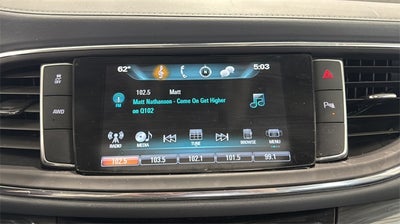 62° 5:03
102.5 Matt
Matt Nathanson - Come On Get Higher
on Q102
FM
AWD
RADIO MEDIA TUNE BROWSE MENU
102.5 103.5 102.1 101.5 99.1